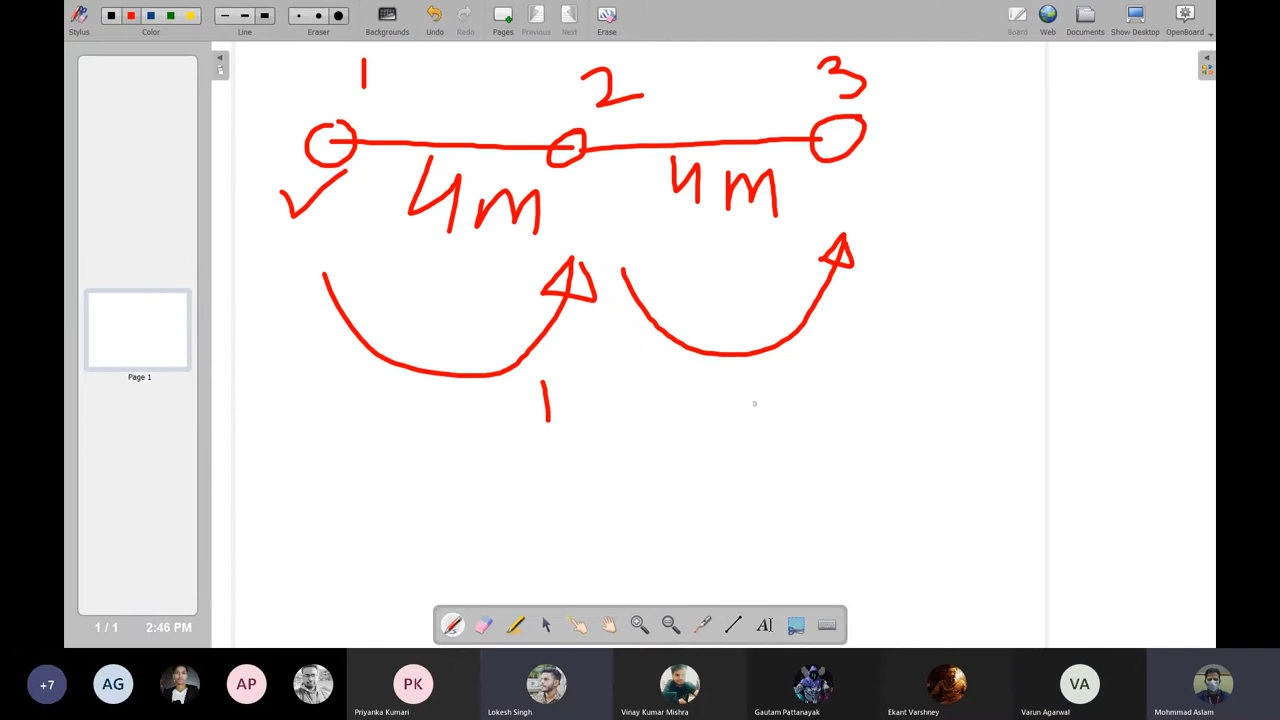 Stylus Color Line Eraser Backgrounds Undo Redo Pages Previous Next Erase Board Web Documents Show Desktop OpenBoard
1 2 3
4m 4m
1
Page 1
1 / 1 2:46 PM
AI
+7 AG AP PK VA
Priyanka Kumari Lokesh Singh Vinay Kumar Mishra Gautam Pattanayak Ekant Varshney Varun Agarwal Mohmmad Aslam